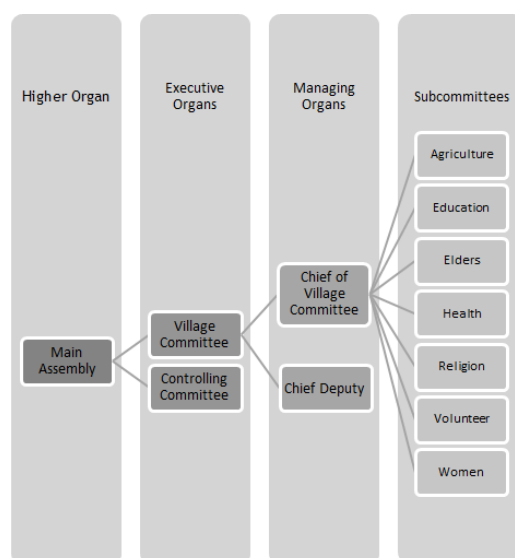 Higher Organ
Executive
Organs
Managing
Organs
Subcommittees
Main
Assembly
Village
Committee
Controlling
Committee
Chief of
Village
Committee
Chief Deputy
Agriculture
Education
Elders
Health
Religion
Volunteer
Women